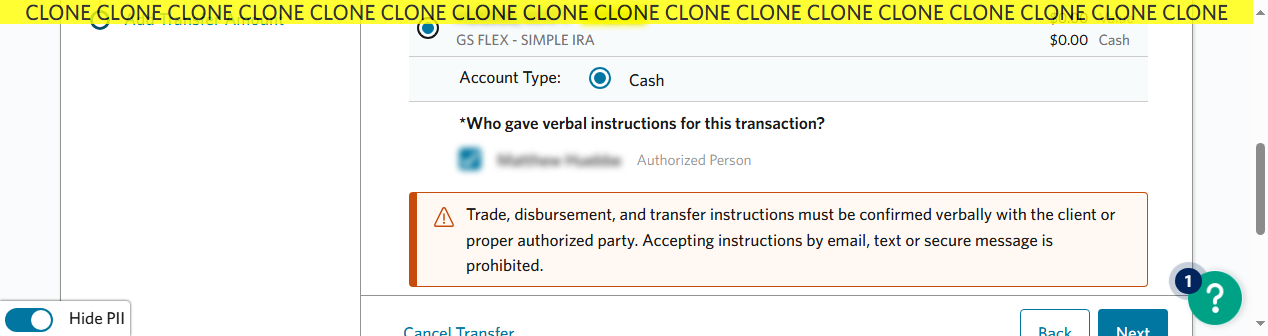 CLONE CLONE CLONE CLONE CLONE CLONE CLONE CLONE CLONE CLONE CLONE CLONE CLONE CLONE CLONE CLONE CLONE
GS FLEX - SIMPLE IRA
$0.00 Cash
Account Type: Cash
*Who gave verbal instructions for this transaction?
Authorized Person
Trade, disbursement, and transfer instructions must be confirmed verbally with the client or
proper authorized party. Accepting instructions by email, text or secure message is
prohibited.
1
?
Hide PII
Cancel Transfer
Back
Next